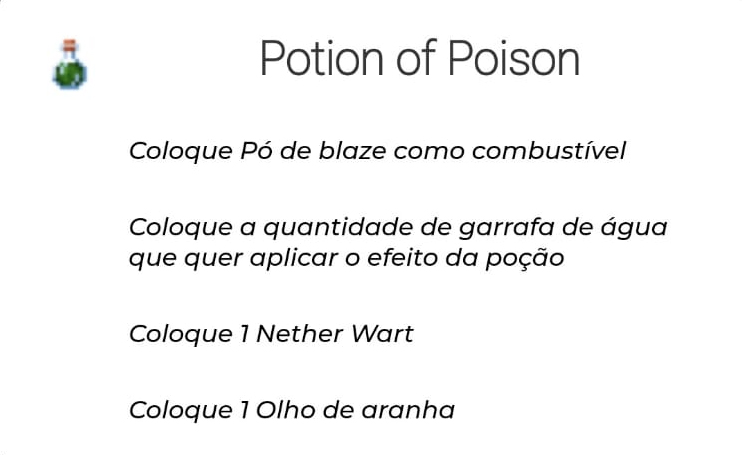 Potion of Poison
Coloque Pó de blaze como combustível
Coloque a quantidade de garrafa de água
que quer aplicar o efeito da poção
Coloque 1 Nether Wart
Coloque 1 Olho de aranha